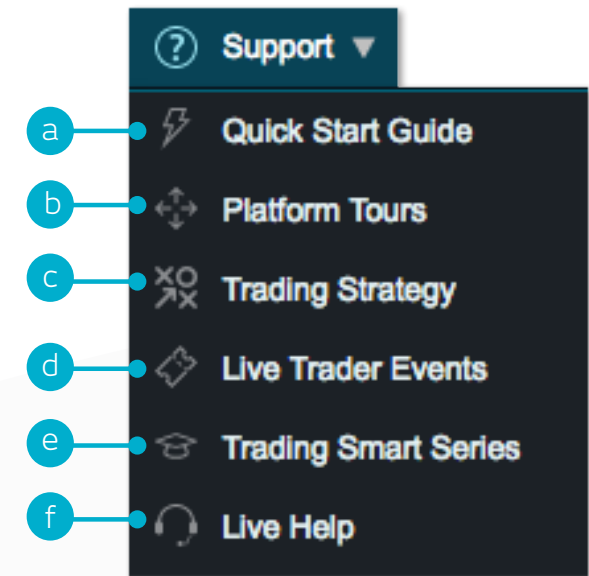 Support
a Quick Start Guide
b Platform Tours
c Trading Strategy
d Live Trader Events
e Trading Smart Series
f Live Help